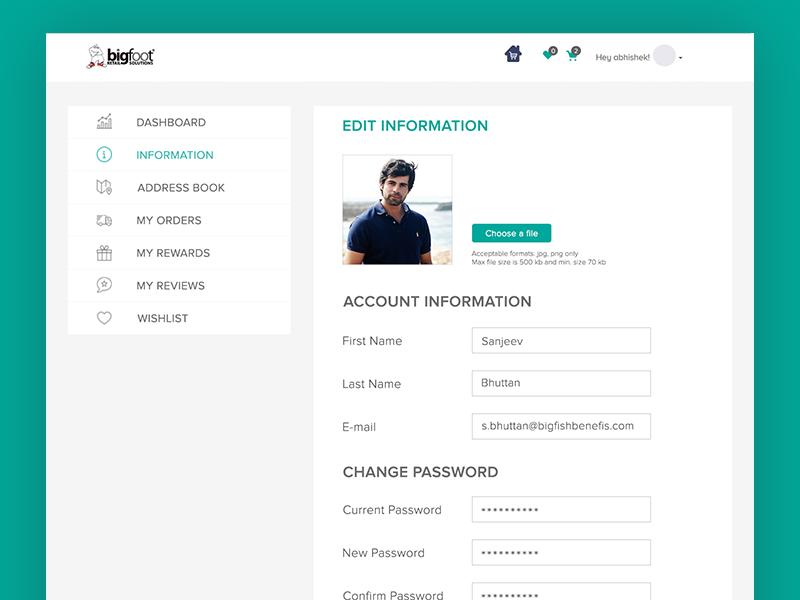 bigfoot
RETAIL SOLUTIONS
0
2
Hey abhishek!
DASHBOARD
INFORMATION
ADDRESS BOOK
MY ORDERS
MY REWARDS
MY REVIEWS
WISHLIST
EDIT INFORMATION
Choose a file
Acceptable formats: jpg, png only
Max file size is 500 kb and min. size 70 kb
ACCOUNT INFORMATION
First Name
Sanjeev
Last Name
Bhuttan
E-mail
s.bhuttan@bigfishbenefis.com
CHANGE PASSWORD
Current Password
**********
New Password
**********
Confirm Password
**********